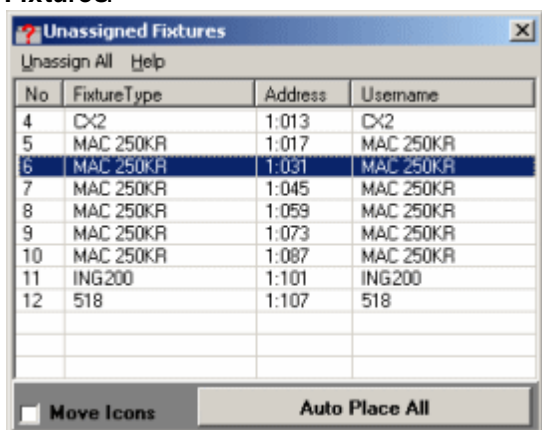 Fixtures.
Unassigned Fixtures
Unassign All Help
No FixtureType Address Username
4 CX2 1:013 CX2
5 MAC 250KR 1:017 MAC 250KR
6 MAC 250KR 1:031 MAC 250KR
7 MAC 250KR 1:045 MAC 250KR
8 MAC 250KR 1:059 MAC 250KR
9 MAC 250KR 1:073 MAC 250KR
10 MAC 250KR 1:087 MAC 250KR
11 ING200 1:101 ING200
12 518 1:107 518
Move Icons Auto Place All